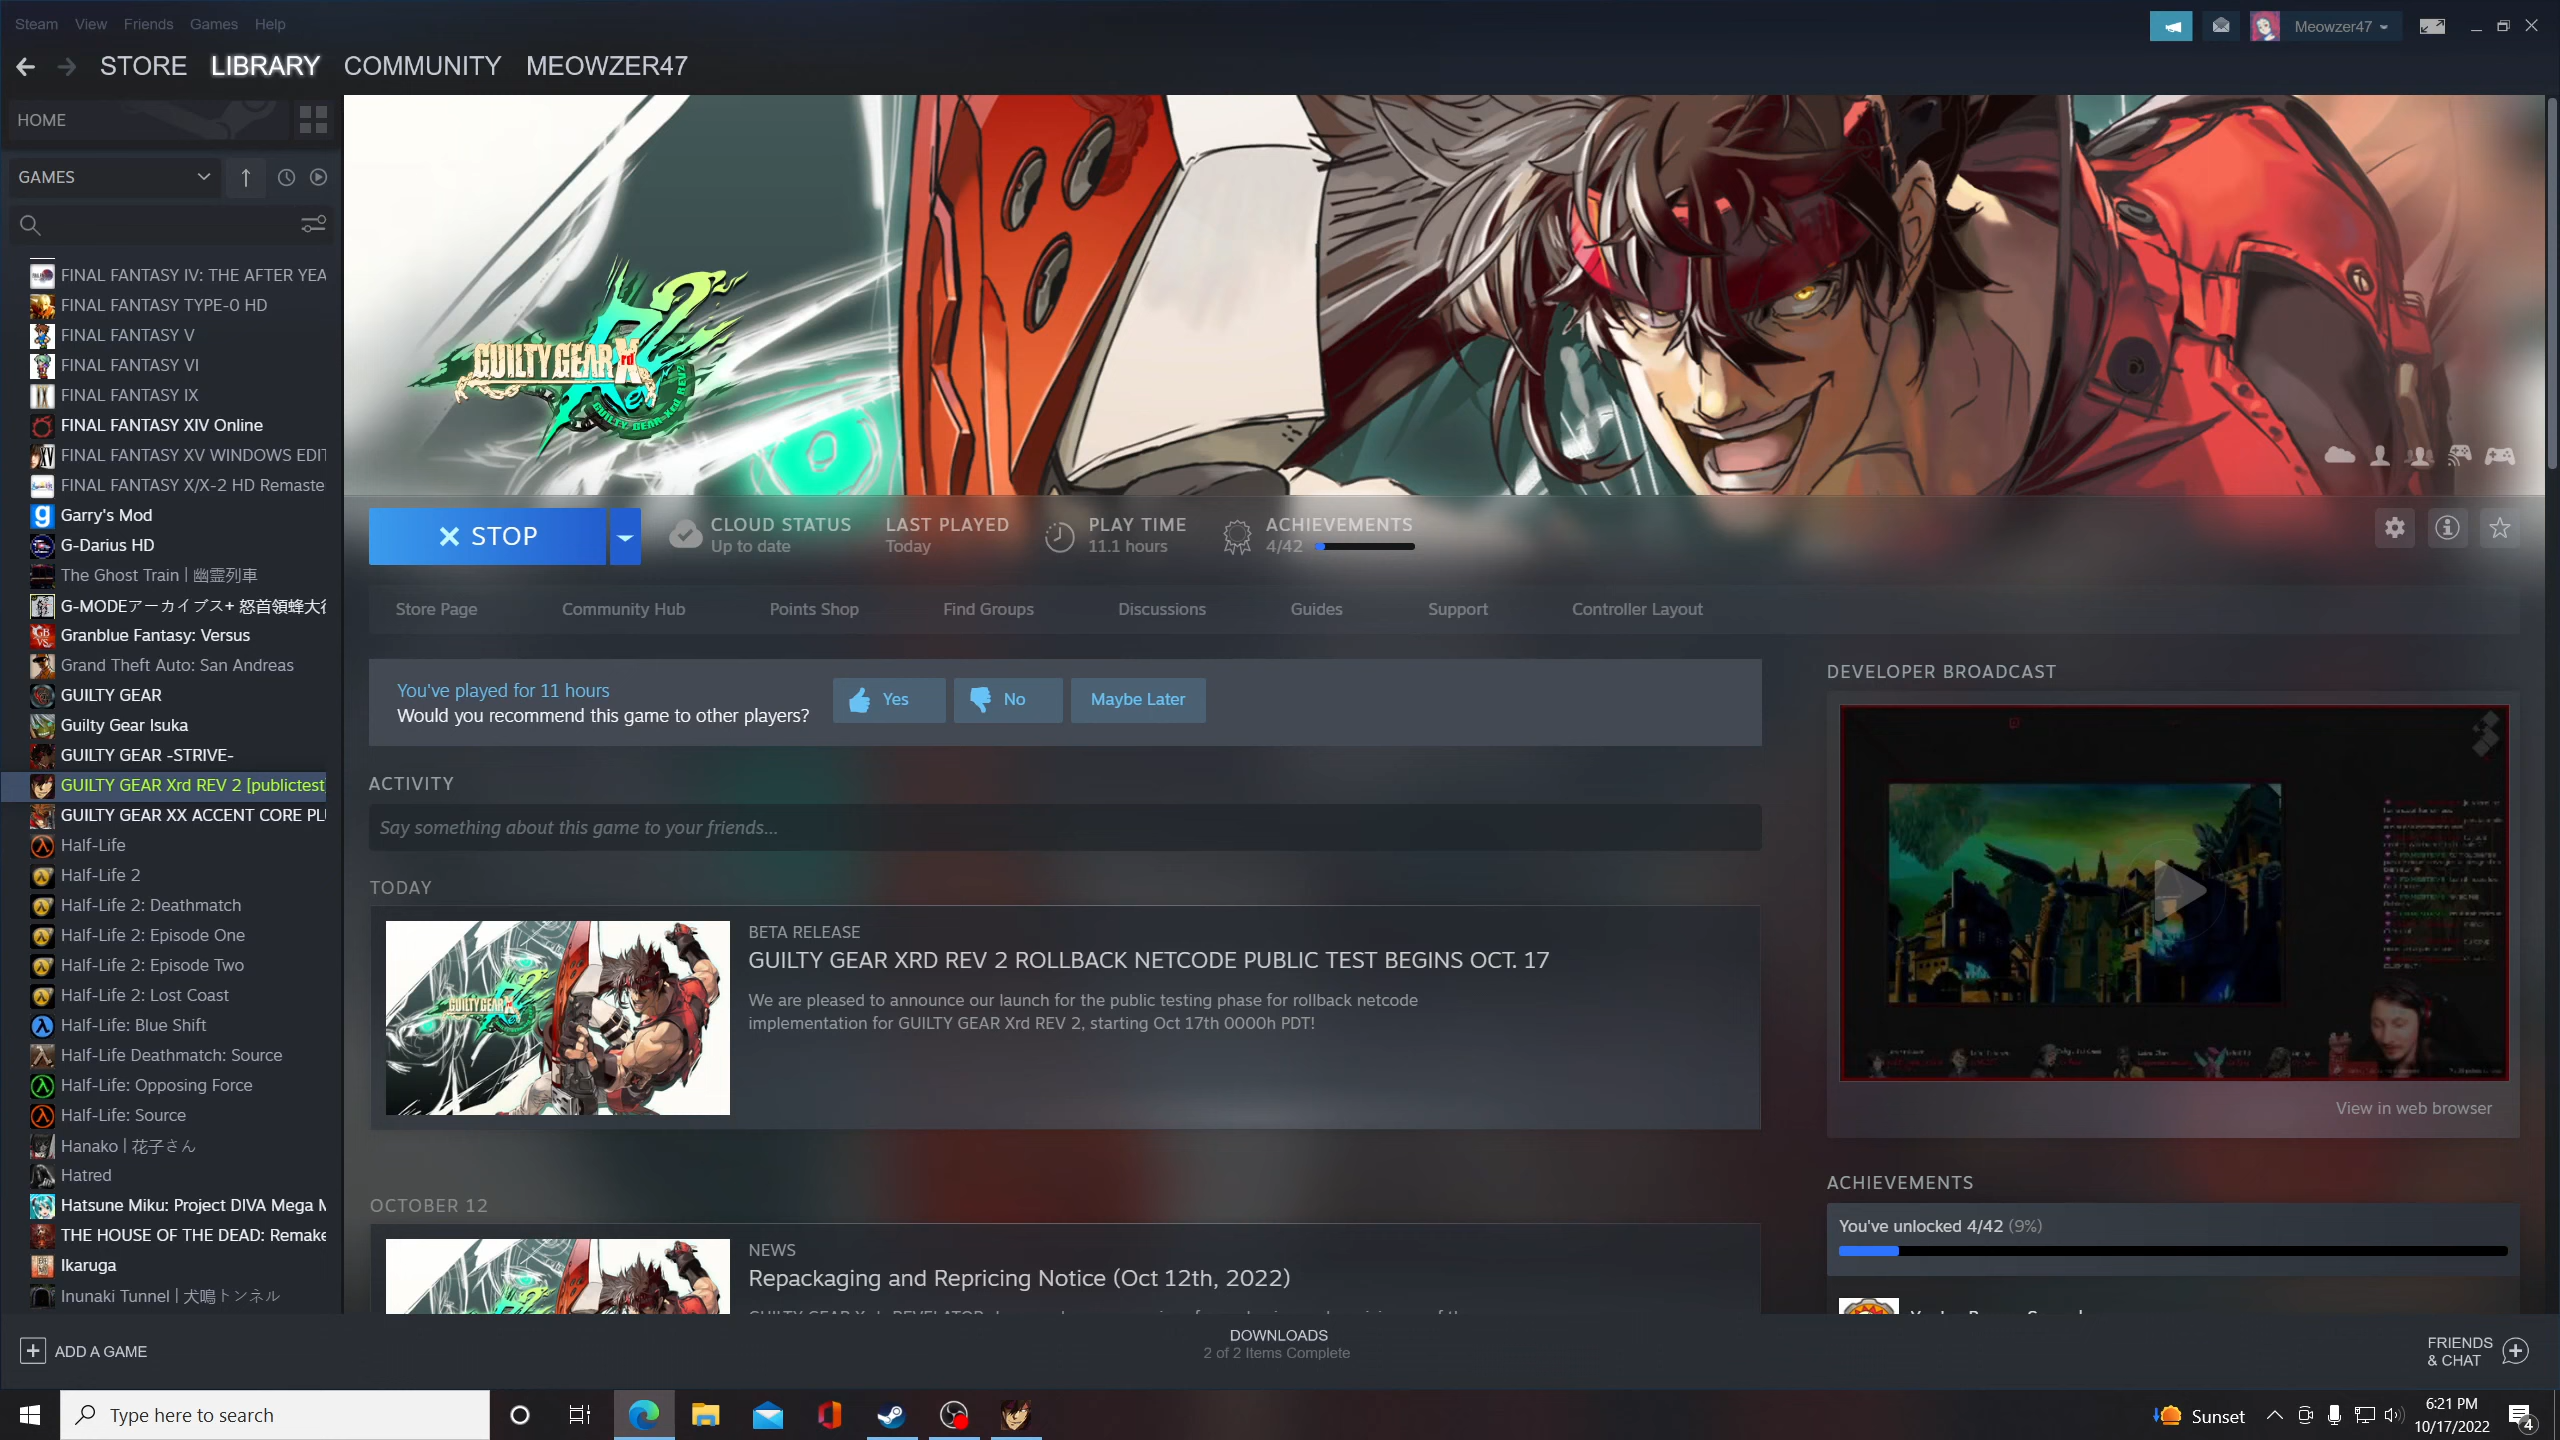 Steam View Friends Games Help
Meowzer47
STORE LIBRARY COMMUNITY MEOWZER47
HOME
GAMES
FINAL FANTASY IV: THE AFTER YEA
FINAL FANTASY TYPE-0 HD
FINAL FANTASY V
FINAL FANTASY VI
FINAL FANTASY IX
FINAL FANTASY XIV Online
FINAL FANTASY XV WINDOWS EDIT
FINAL FANTASY X/X-2 HD Remaste
Garry's Mod
G-Darius HD
The Ghost Train | 幽霊列車
G-MODEアーカイブス+ 怒首領蜂大往
Granblue Fantasy: Versus
Grand Theft Auto: San Andreas
GUILTY GEAR
Guilty Gear Isuka
GUILTY GEAR -STRIVE-
GUILTY GEAR Xrd REV 2 [publictest
GUILTY GEAR XX ACCENT CORE PLU
Half-Life
Half-Life 2
Half-Life 2: Deathmatch
Half-Life 2: Episode One
Half-Life 2: Episode Two
Half-Life 2: Lost Coast
Half-Life: Blue Shift
Half-Life Deathmatch: Source
Half-Life: Opposing Force
Half-Life: Source
Hanako | 花子さん
Hatred
Hatsune Miku: Project DIVA Mega M
THE HOUSE OF THE DEAD: Remake
Ikaruga
Inunaki Tunnel | 犬鳴トンネル
GUILTY GEAR Xrd
GUILTY GEAR Xrd REV2
STOP
CLOUD STATUS
Up to date
LAST PLAYED
Today
PLAY TIME
11.1 hours
ACHIEVEMENTS
4/42
Store Page Community Hub Points Shop Find Groups Discussions Guides Support Controller Layout
You've played for 11 hours
Would you recommend this game to other players?
Yes No Maybe Later
ACTIVITY
Say something about this game to your friends...
TODAY
BETA RELEASE
GUILTY GEAR XRD REV 2 ROLLBACK NETCODE PUBLIC TEST BEGINS OCT. 17
We are pleased to announce our launch for the public testing phase for rollback netcode
implementation for GUILTY GEAR Xrd REV 2, starting Oct 17th 0000h PDT!
OCTOBER 12
NEWS
Repackaging and Repricing Notice (Oct 12th, 2022)
DEVELOPER BROADCAST
View in web browser
ACHIEVEMENTS
You've unlocked 4/42 (9%)
ADD A GAME
DOWNLOADS
2 of 2 Items Complete
FRIENDS
& CHAT
Type here to search
Sunset
6:21 PM
10/17/2022
4